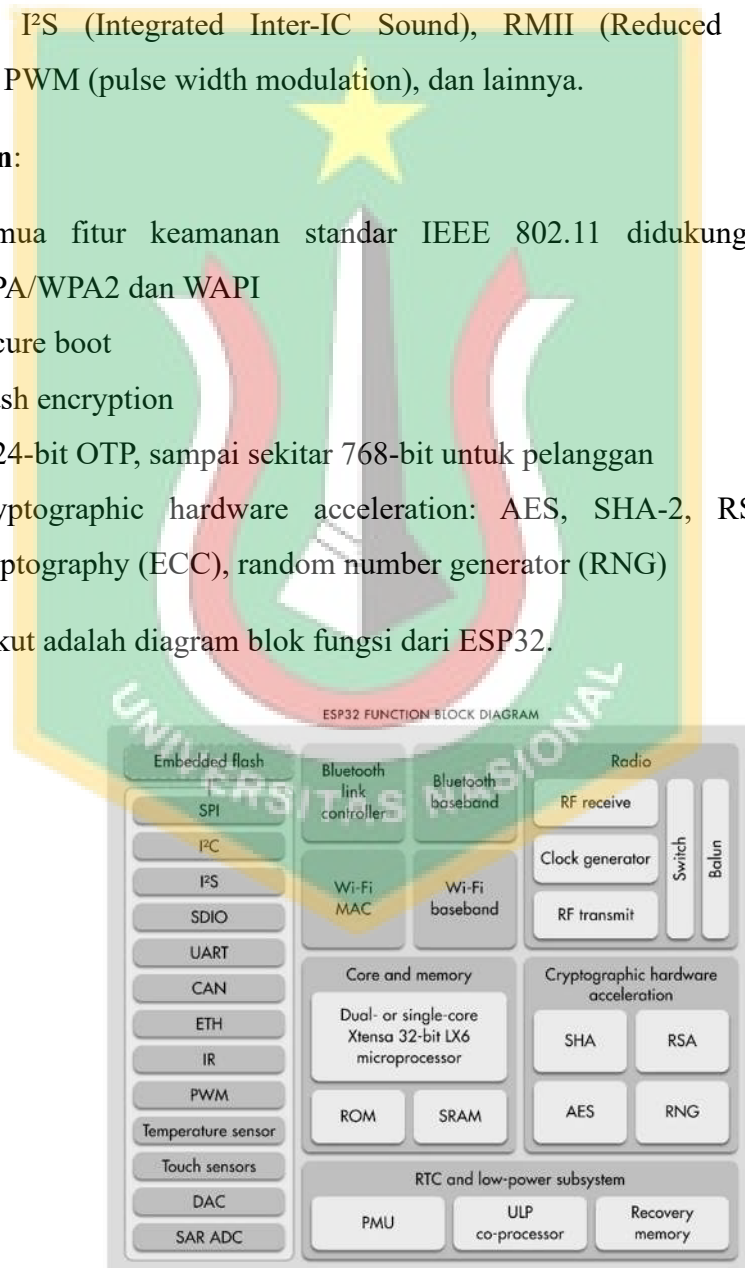 I²S (Integrated Inter-IC Sound), RMII (Reduced
PWM (pulse width modulation), dan lainnya.
n:
mua fitur keamanan standar IEEE 802.11 didukung
PA/WPA2 dan WAPI
cure boot
ash encryption
24-bit OTP, sampai sekitar 768-bit untuk pelanggan
yptographic hardware acceleration: AES, SHA-2, RS
ptography (ECC), random number generator (RNG)
kut adalah diagram blok fungsi dari ESP32.
UNIVERSITAS NASIONAL
ESP32 FUNCTION BLOCK DIAGRAM
Embedded flash
SPI
I²C
I²S
SDIO
UART
CAN
ETH
IR
PWM
Temperature sensor
Touch sensors
DAC
SAR ADC
Bluetooth
link
controller
Bluetooth
baseband
Wi-Fi
MAC
Wi-Fi
baseband
Radio
RF receive
Clock generator
RF transmit
Switch
Balun
Core and memory
Dual- or single-core
Xtensa 32-bit LX6
microprocessor
ROM
SRAM
Cryptographic hardware
acceleration
SHA
RSA
AES
RNG
RTC and low-power subsystem
PMU
ULP
co-processor
Recovery
memory